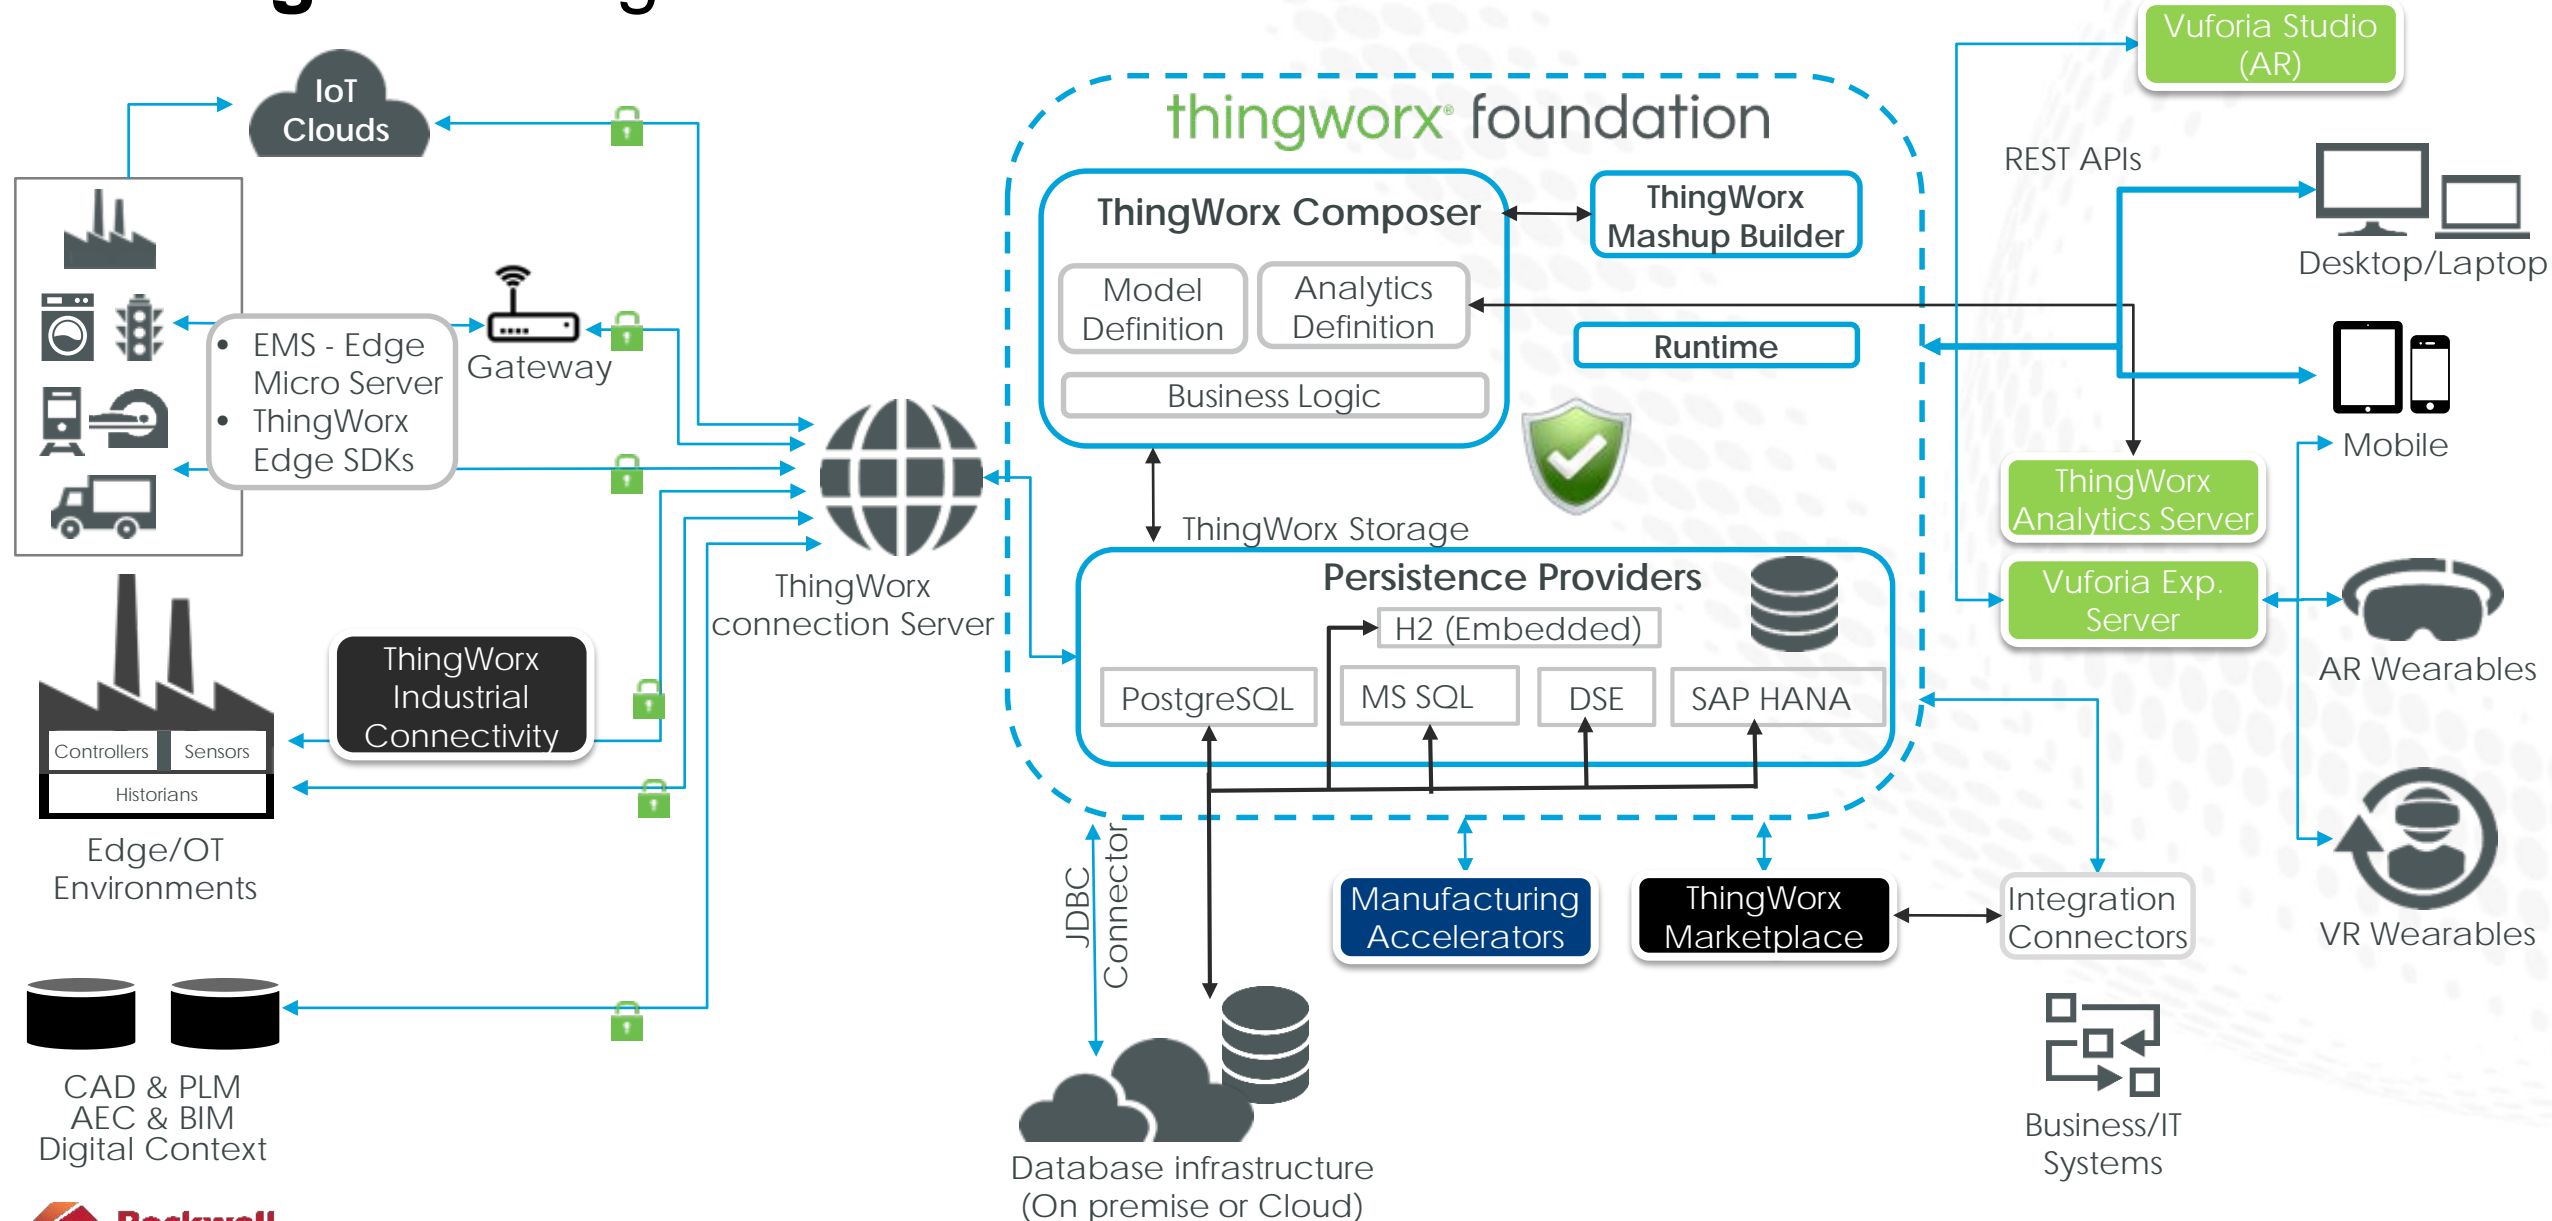 IoT
Clouds
EMS - Edge
Micro Server
ThingWorx
Edge SDKs
Gateway
ThingWorx
connection Server
ThingWorx
Industrial
Connectivity
Controllers
Sensors
Historians
Edge/OT
Environments
CAD & PLM
AEC & BIM
Digital Context
thingworx® foundation
ThingWorx Composer
Model
Definition
Analytics
Definition
Business Logic
ThingWorx
Mashup Builder
Runtime
ThingWorx Storage
Persistence Providers
H2 (Embedded)
PostgreSQL
MS SQL
DSE
SAP HANA
JDBC
Connector
Database infrastructure
(On premise or Cloud)
Manufacturing
Accelerators
ThingWorx
Marketplace
Integration
Connectors
Business/IT
Systems
Vuforia Studio
(AR)
REST APIs
Desktop/Laptop
Mobile
ThingWorx
Analytics Server
Vuforia Exp.
Server
AR Wearables
VR Wearables